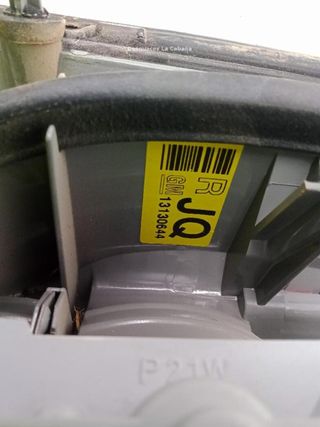 Desguaces La Cabaña
R
JQ
GM
13130644
P21W